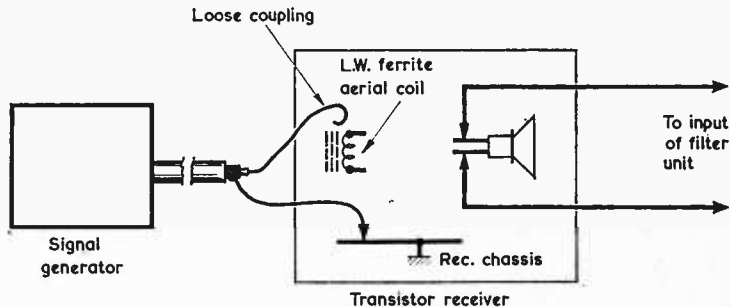 Loose coupling
L.W. ferrite
aerial coil
To input
of filter
unit
Signal
generator
Rec. chassis
Transistor receiver